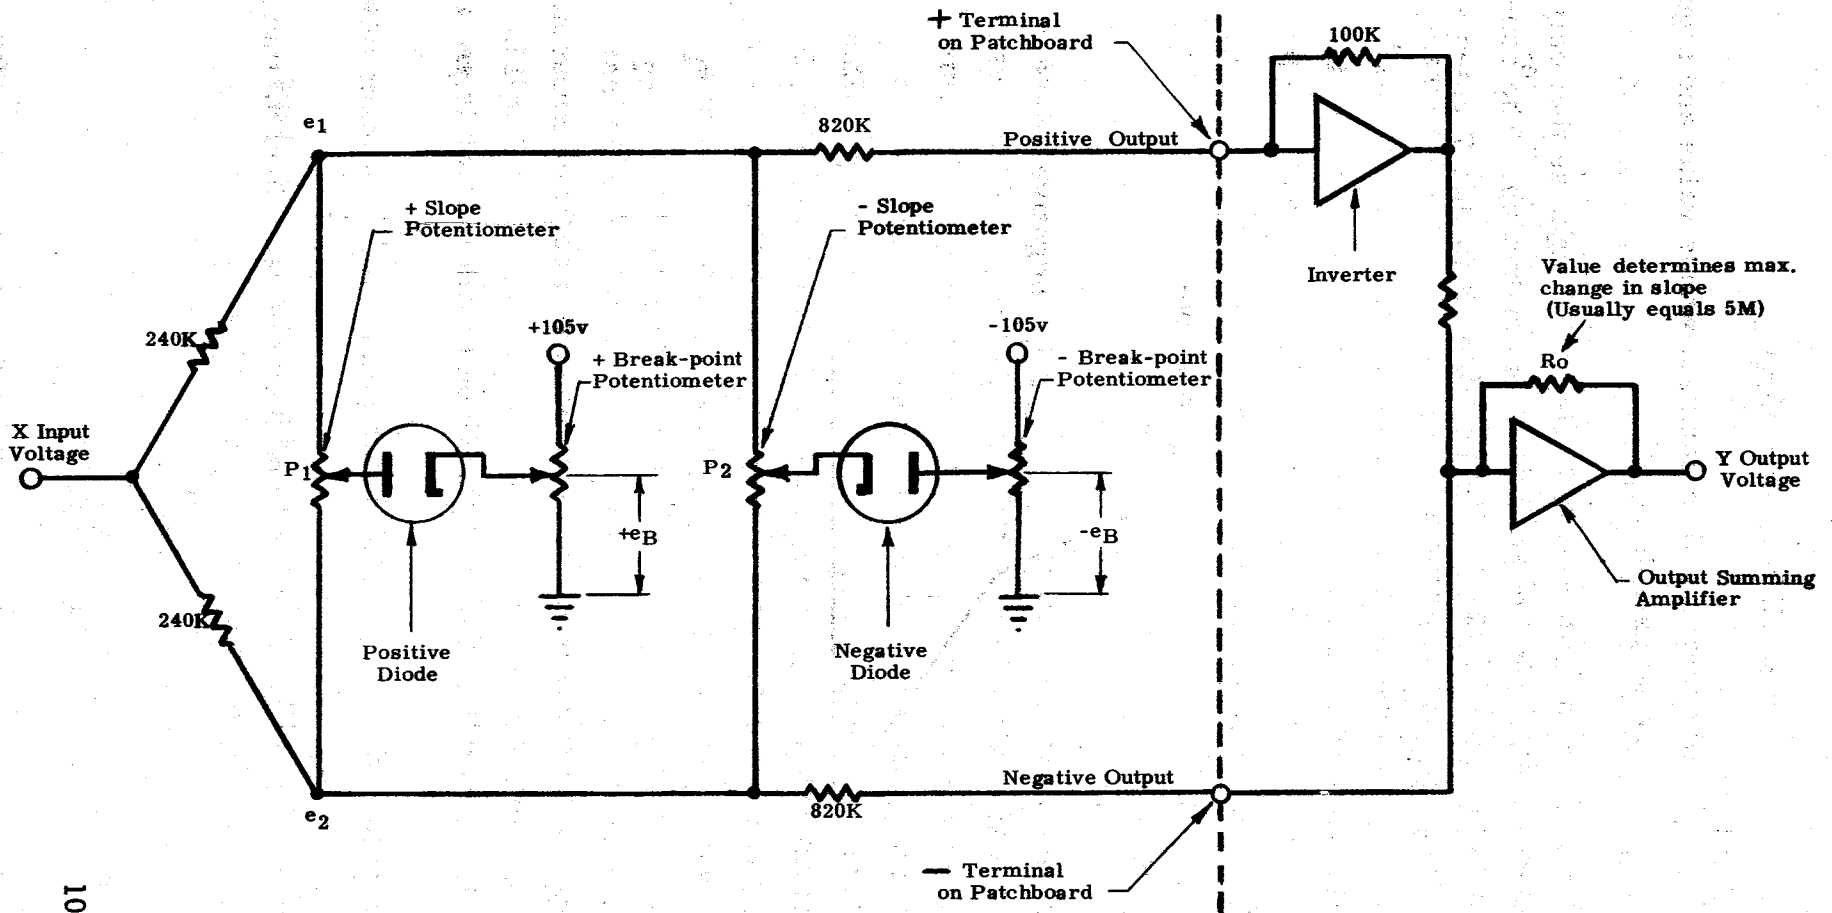 + Terminal
on Patchboard
100K
e1
820K
Positive Output
+ Slope
Potentiometer
- Slope
Potentiometer
Inverter
Value determines max.
change in slope
(Usually equals 5M)
240K
+105v
-105v
+ Break-point
Potentiometer
- Break-point
Potentiometer
Ro
X Input
Voltage
P1
P2
Y Output
Voltage
+eB
-eB
Output Summing
Amplifier
240K
Positive
Diode
Negative
Diode
Negative Output
e2
820K
- Terminal
on Patchboard
10